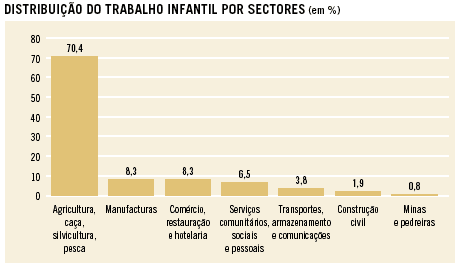 DISTRIBUIÇÃO DO TRABALHO INFANTIL POR SECTORES (em %)
80
70
60
50
40
30
20
10
0
70,4
8,3
8,3
6,5
3,8
1,9
0,8
Agricultura,
caça,
silvicultura,
pesca
Manufacturas
Comércio,
restauração
e hotelaria
Serviços
comunitários,
sociais
e pessoais
Transportes,
armazenamento
e comunicações
Construção
civil
Minas
e pedreiras